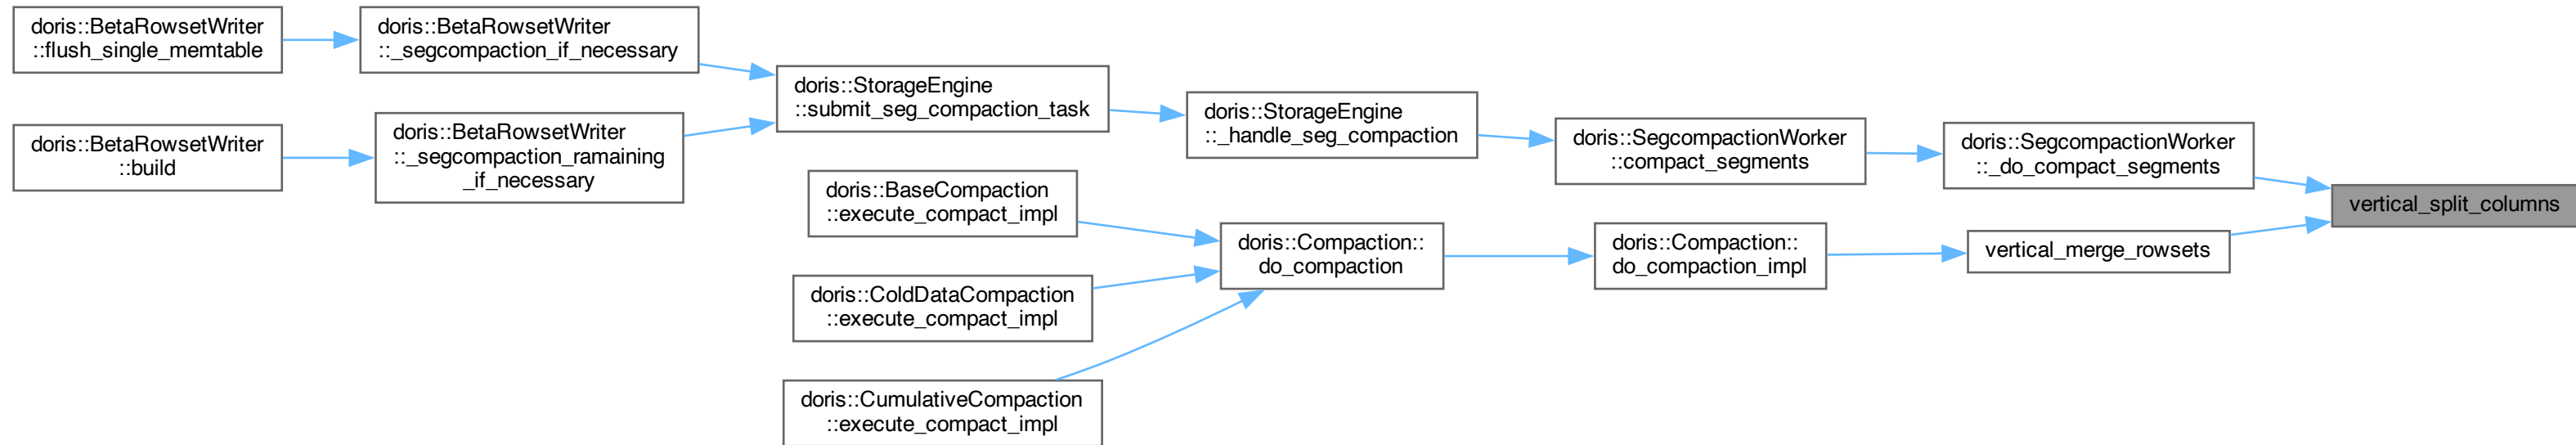 doris::BetaRowsetWriter
::flush_single_memtable
doris::BetaRowsetWriter
::_segcompaction_if_necessary
doris::BetaRowsetWriter
::build
doris::BetaRowsetWriter
::_segcompaction_ramaining
_if_necessary
doris::StorageEngine
::submit_seg_compaction_task
doris::StorageEngine
::_handle_seg_compaction
doris::SegcompactionWorker
::compact_segments
doris::SegcompactionWorker
::_do_compact_segments
vertical_split_columns
doris::BaseCompaction
::execute_compact_impl
doris::ColdDataCompaction
::execute_compact_impl
doris::CumulativeCompaction
::execute_compact_impl
doris::Compaction::
do_compaction
doris::Compaction::
do_compaction_impl
vertical_merge_rowsets